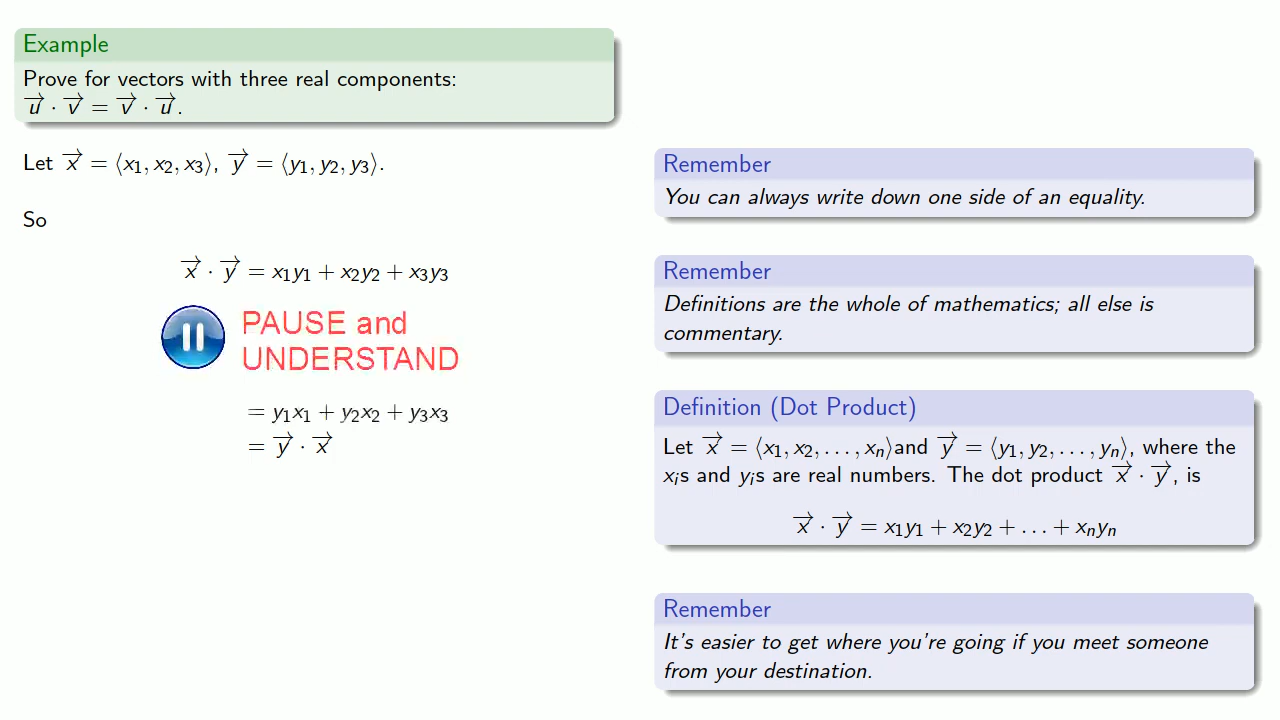 Example
Prove for vectors with three real components:
u⃗ · v⃗ = v⃗ · u⃗.
Let x⃗ = ⟨x₁, x₂, x₃⟩, y⃗ = ⟨y₁, y₂, y₃⟩.
So
x⃗ · y⃗ = x₁y₁ + x₂y₂ + x₃y₃
PAUSE and
UNDERSTAND
= y₁x₁ + y₂x₂ + y₃x₃
= y⃗ · x⃗
Remember
You can always write down one side of an equality.
Remember
Definitions are the whole of mathematics; all else is
commentary.
Definition (Dot Product)
Let x⃗ = ⟨x₁, x₂, . . . , xₙ⟩and y⃗ = ⟨y₁, y₂, . . . , yₙ⟩, where the
xᵢs and yᵢs are real numbers. The dot product x⃗ · y⃗, is
x⃗ · y⃗ = x₁y₁ + x₂y₂ + . . . + xₙyₙ
Remember
It's easier to get where you're going if you meet someone
from your destination.